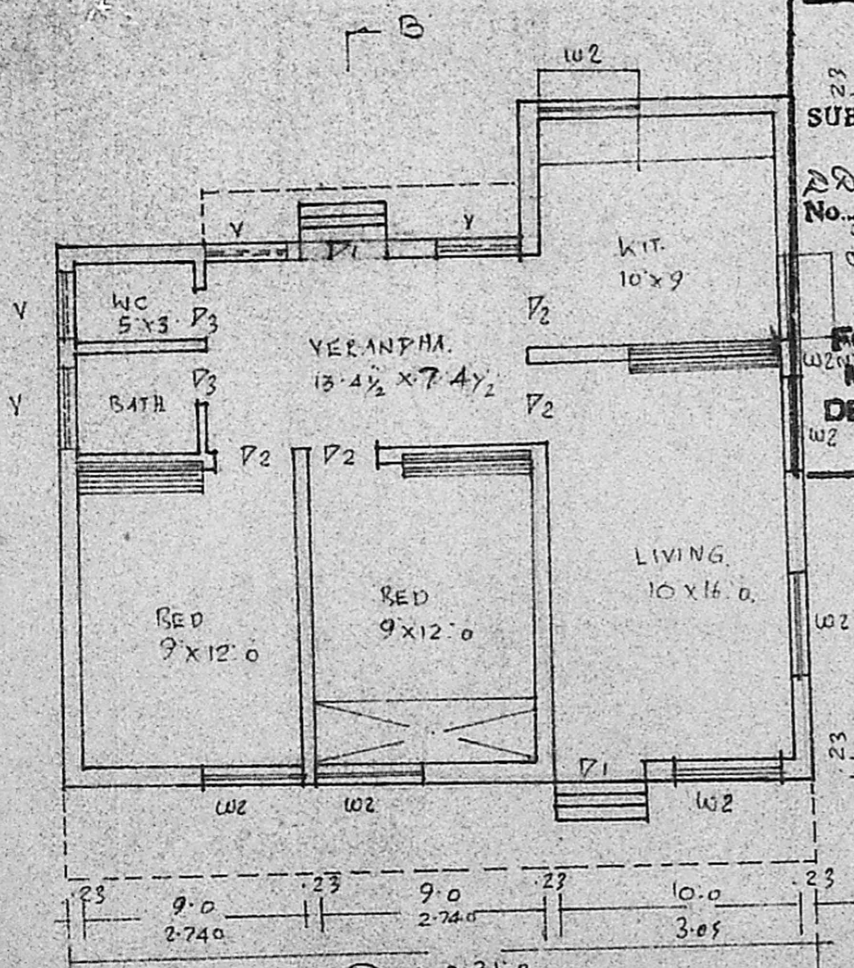 B
W2
23
SUB
No.
V
V
D1
KIT.
10'x9'
WC
5'x3'
D3
D2
V
VERANDHA.
13'.4½ x 7'.4½
W2
D3
BATH
D2
V
W2
D2
D2
LIVING.
10'x16'.0.
BED
9'x12'.0
BED
9'x12'.0
W2
.23
D1
W2
W2
W2
.23
.23
.23
.23
9.0
9.0
10.0
2.740
2.740
3.05